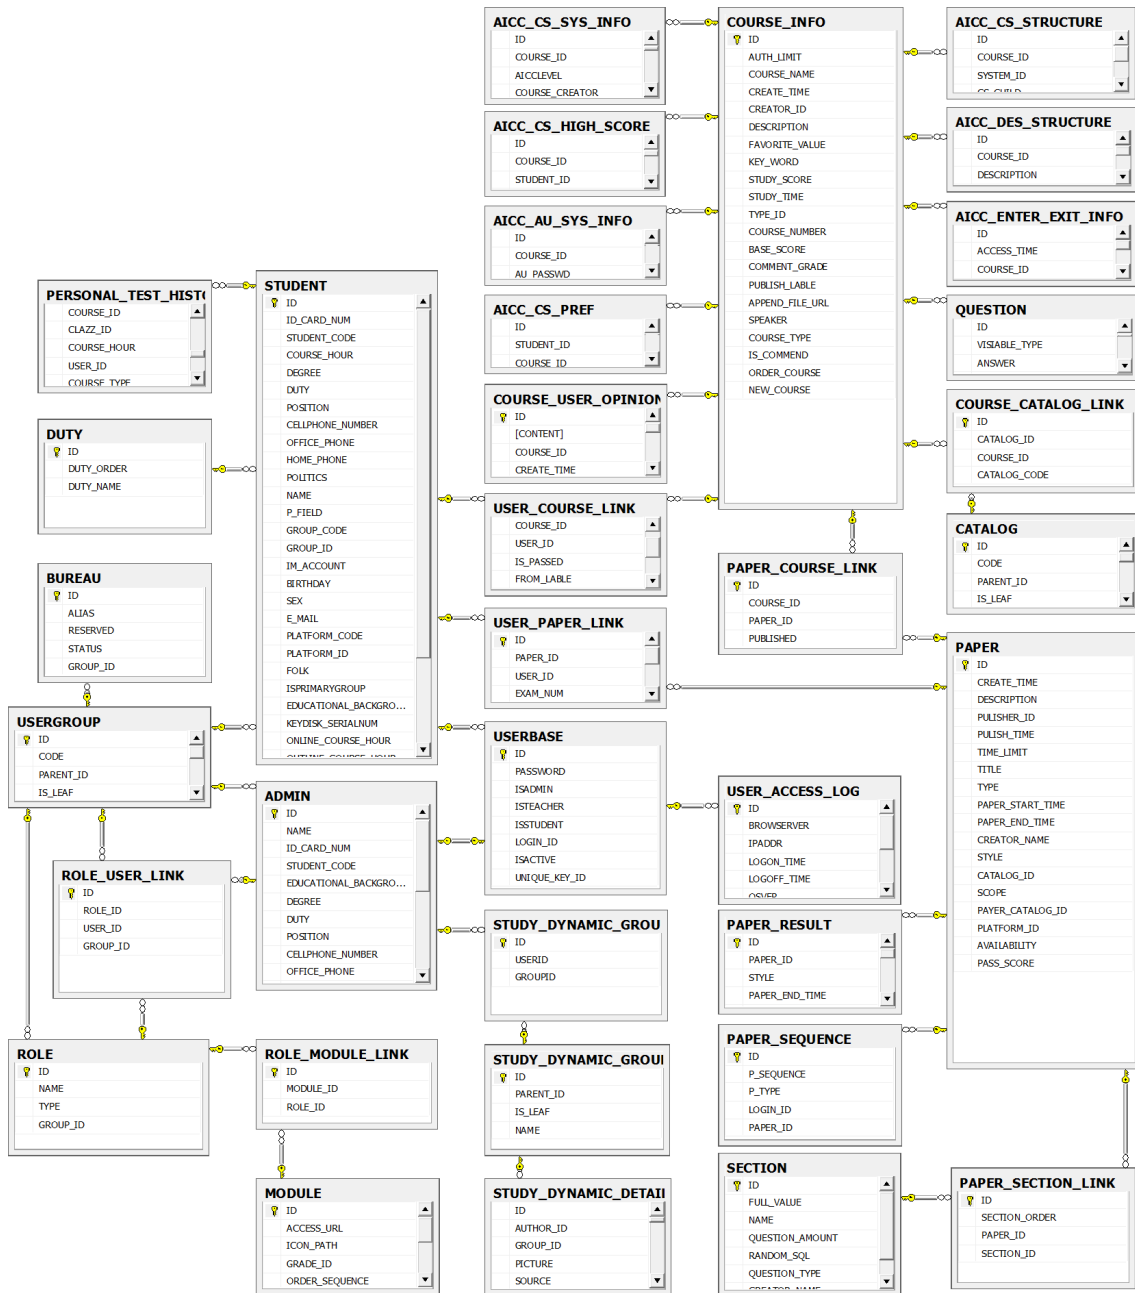 AICC_CS_SYS_INFO
ID
COURSE_ID
AICCLEVEL
COURSE_CREATOR
COURSE_INFO
ID
AUTH_LIMIT
COURSE_NAME
CREATE_TIME
CREATOR_ID
DESCRIPTION
FAVORITE_VALUE
KEY_WORD
STUDY_SCORE
STUDY_TIME
TYPE_ID
COURSE_NUMBER
BASE_SCORE
COMMENT_GRADE
PUBLISH_LABLE
APPEND_FILE_URL
SPEAKER
COURSE_TYPE
IS_COMMEND
ORDER_COURSE
NEW_COURSE
AICC_CS_STRUCTURE
ID
COURSE_ID
SYSTEM_ID
AICC_CS_HIGH_SCORE
ID
COURSE_ID
STUDENT_ID
AICC_DES_STRUCTURE
ID
COURSE_ID
DESCRIPTION
AICC_AU_SYS_INFO
ID
COURSE_ID
AU_PASSWD
AICC_ENTER_EXIT_INFO
ID
ACCESS_TIME
COURSE_ID
PERSONAL_TEST_HISTO
COURSE_ID
CLAZZ_ID
COURSE_HOUR
USER_ID
COURSE_TYPE
STUDENT
ID
ID_CARD_NUM
STUDENT_CODE
COURSE_HOUR
DEGREE
DUTY
POSITION
CELLPHONE_NUMBER
OFFICE_PHONE
HOME_PHONE
POLITICS
NAME
P_FIELD
GROUP_CODE
GROUP_ID
IM_ACCOUNT
BIRTHDAY
SEX
E_MAIL
PLATFORM_CODE
PLATFORM_ID
FOLK
ISPRIMARYGROUP
EDUCATIONAL_BACKGRO...
KEYDISK_SERIALNUM
ONLINE_COURSE_HOUR
AICC_CS_PREF
ID
STUDENT_ID
COURSE_ID
QUESTION
ID
VISIABLE_TYPE
ANSWER
COURSE_USER_OPINION
ID
[CONTENT]
COURSE_ID
CREATE_TIME
COURSE_CATALOG_LINK
ID
CATALOG_ID
COURSE_ID
CATALOG_CODE
DUTY
ID
DUTY_ORDER
DUTY_NAME
USER_COURSE_LINK
COURSE_ID
USER_ID
IS_PASSED
FROM_LABLE
CATALOG
ID
CODE
PARENT_ID
IS_LEAF
BUREAU
ID
ALIAS
RESERVED
STATUS
GROUP_ID
PAPER_COURSE_LINK
ID
COURSE_ID
PAPER_ID
PUBLISHED
USER_PAPER_LINK
ID
PAPER_ID
USER_ID
EXAM_NUM
PAPER
ID
CREATE_TIME
DESCRIPTION
PULISHER_ID
PULISH_TIME
TIME_LIMIT
TITLE
TYPE
PAPER_START_TIME
PAPER_END_TIME
CREATOR_NAME
STYLE
CATALOG_ID
SCOPE
PAYER_CATALOG_ID
PLATFORM_ID
AVAILABILITY
PASS_SCORE
USERGROUP
ID
CODE
PARENT_ID
IS_LEAF
USERBASE
ID
PASSWORD
ISADMIN
ISTEACHER
ISSTUDENT
LOGIN_ID
ISACTIVE
UNIQUE_KEY_ID
ADMIN
ID
NAME
ID_CARD_NUM
STUDENT_CODE
EDUCATIONAL_BACKGRO...
DEGREE
DUTY
POSITION
CELLPHONE_NUMBER
OFFICE_PHONE
USER_ACCESS_LOG
ID
BROWSERVER
IPADDR
LOGON_TIME
LOGOFF_TIME
OSVER
ROLE_USER_LINK
ID
ROLE_ID
USER_ID
GROUP_ID
STUDY_DYNAMIC_GROU
ID
USERID
GROUPID
PAPER_RESULT
ID
PAPER_ID
STYLE
PAPER_END_TIME
ROLE
ID
NAME
TYPE
GROUP_ID
ROLE_MODULE_LINK
ID
MODULE_ID
ROLE_ID
STUDY_DYNAMIC_GROU
ID
PARENT_ID
IS_LEAF
NAME
PAPER_SEQUENCE
ID
P_SEQUENCE
P_TYPE
LOGIN_ID
PAPER_ID
MODULE
ID
ACCESS_URL
ICON_PATH
GRADE_ID
ORDER_SEQUENCE
STUDY_DYNAMIC_DETAI
ID
AUTHOR_ID
GROUP_ID
PICTURE
SOURCE
SECTION
ID
FULL_VALUE
NAME
QUESTION_AMOUNT
RANDOM_SQL
QUESTION_TYPE
CREATOR_NAME
PAPER_SECTION_LINK
ID
SECTION_ORDER
PAPER_ID
SECTION_ID